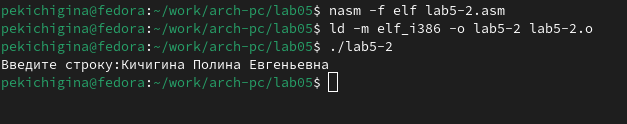 pekichigina@fedora:~/work/arch-pc/lab05$ nasm -f elf lab5-2.asm
pekichigina@fedora:~/work/arch-pc/lab05$ ld -m elf_i386 -o lab5-2 lab5-2.o
pekichigina@fedora:~/work/arch-pc/lab05$ ./lab5-2
Введите строку:Кичигина Полина Евгеньевна
pekichigina@fedora:~/work/arch-pc/lab05$